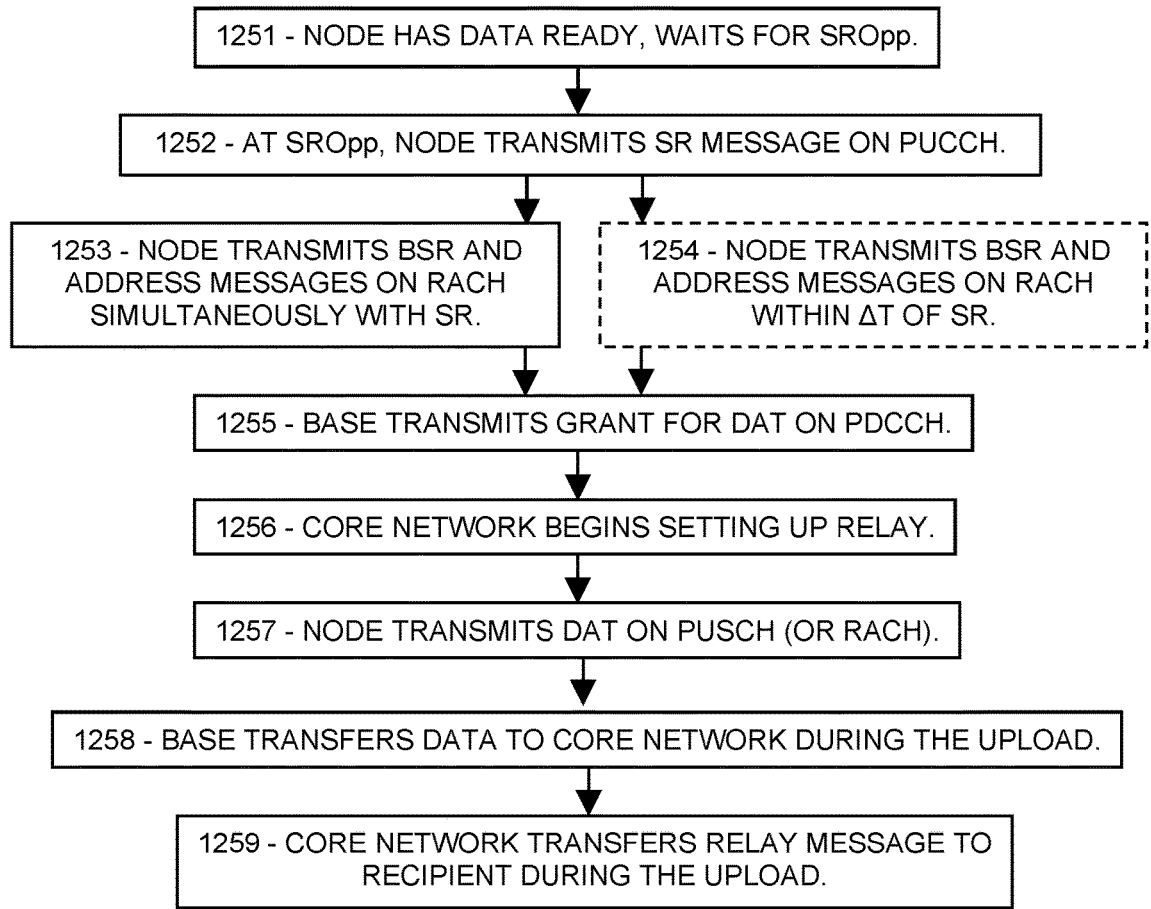 1251 - NODE HAS DATA READY, WAITS FOR SROpp.
1252 - AT SROpp, NODE TRANSMITS SR MESSAGE ON PUCCH.
1253 - NODE TRANSMITS BSR AND
ADDRESS MESSAGES ON RACH
SIMULTANEOUSLY WITH SR.
1254 - NODE TRANSMITS BSR AND
ADDRESS MESSAGES ON RACH
WITHIN ΔT OF SR.
1255 - BASE TRANSMITS GRANT FOR DAT ON PDCCH.
1256 - CORE NETWORK BEGINS SETTING UP RELAY.
1257 - NODE TRANSMITS DAT ON PUSCH (OR RACH).
1258 - BASE TRANSFERS DATA TO CORE NETWORK DURING THE UPLOAD.
1259 - CORE NETWORK TRANSFERS RELAY MESSAGE TO
RECIPIENT DURING THE UPLOAD.